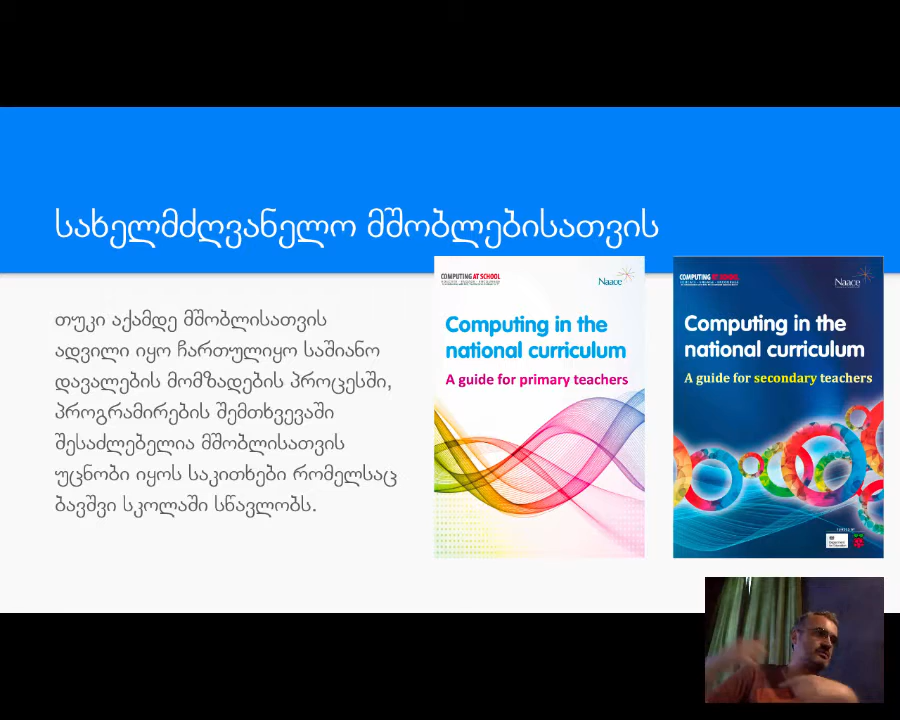 სახელმძღვანელო მშობლებისათვის
თუკი აქამდე მშობლისათვის
ადვილი იყო ჩართულიყო საშიანო
დავალების მომზადების პროცესში,
პროგრამირების შემთხვევაში
შესაძლებელია მშობლისათვის
უცნობი იყოს საკითხები რომელსაც
ბავშვი სკოლაში სწავლობს.
COMPUTING AT SCHOOL
Naace
Computing in the
national curriculum
A guide for primary teachers
COMPUTING AT SCHOOL
Naace
Computing in the
national curriculum
A guide for secondary teachers